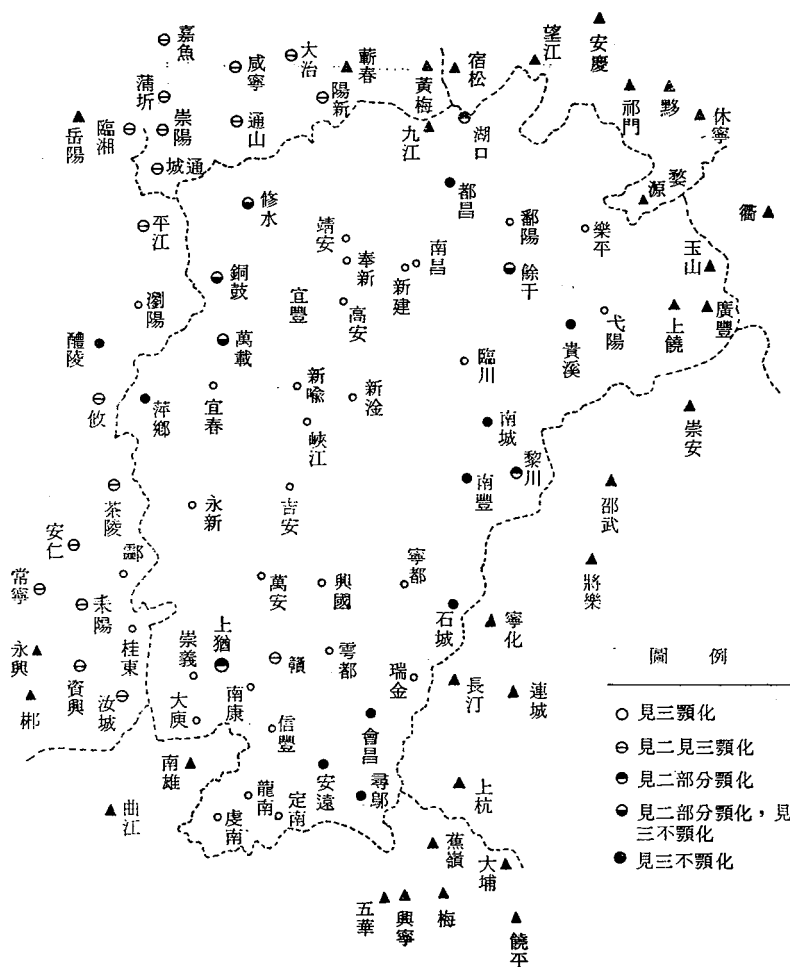 嘉魚
咸寧
大冶
蘄春
黃梅
宿松
望江
安慶
蒲圻
陽新
祁門
黟
休寧
岳陽
臨湘
崇陽
通山
九江
湖口
城通
都昌
婺源
修水
衢
平江
靖安
奉新
南昌
新建
鄱陽
樂平
玉山
銅鼓
宜豐
餘干
瀏陽
高安
弋陽
上饒
廣豐
醴陵
萬載
貴溪
臨川
攸
萍鄉
宜春
新喻
新淦
崇安
峽江
南城
黎川
南豐
邵武
茶陵
永新
吉安
安仁
酃
將樂
常寧
耒陽
萬安
興國
寧都
石城
寧化
永興
桂東
資興
崇義
上猶
贛
雩都
瑞金
長汀
連城
郴
汝城
大庾
南康
信豐
會昌
南雄
安遠
尋鄔
上杭
曲江
虔南
龍南
定南
蕉嶺
大埔
五華
興寧
梅
饒平
圖 例
見三顎化
見二見三顎化
見二部分顎化
見二部分顎化，見
三不顎化
見三不顎化